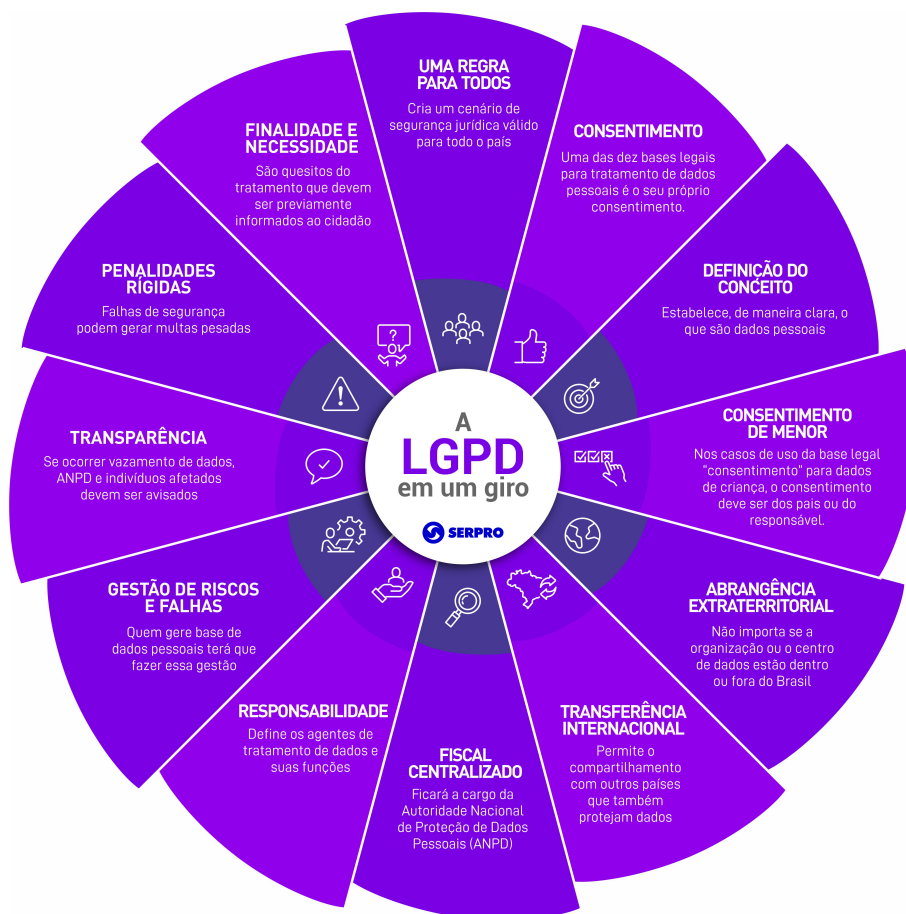 UMA REGRA
PARA TODOS
Cria um cenário de
segurança jurídica válido
para todo o país
CONSENTIMENTO
Uma das dez bases legais
para tratamento de dados
pessoais é o seu próprio
consentimento.
DEFINIÇÃO DO
CONCEITO
Estabelece, de maneira clara, o
que são dados pessoais
CONSENTIMENTO
DE MENOR
Nos casos de uso da base legal
“consentimento” para dados
de criança, o consentimento
deve ser dos pais ou do
responsável.
ABRANGÊNCIA
EXTRATERRITORIAL
Não importa se a
organização ou o centro
de dados estão dentro
ou fora do Brasil
TRANSFERÊNCIA
INTERNACIONAL
Permite o
compartilhamento
com outros países
que também
protejam dados
FISCAL
CENTRALIZADO
Ficará a cargo da
Autoridade Nacional
de Proteção de Dados
Pessoais (ANPD)
RESPONSABILIDADE
Define os agentes de
tratamento de dados e
suas funções
GESTÃO DE RISCOS
E FALHAS
Quem gere base de
dados pessoais terá que
fazer essa gestão
TRANSPARÊNCIA
Se ocorrer vazamento de dados,
ANPD e indivíduos afetados
devem ser avisados
PENALIDADES
RÍGIDAS
Falhas de segurança
podem gerar multas pesadas
FINALIDADE E
NECESSIDADE
São quesitos do
tratamento que devem
ser previamente
informados ao cidadão
?
A
LGPD
em um giro
SERPRO